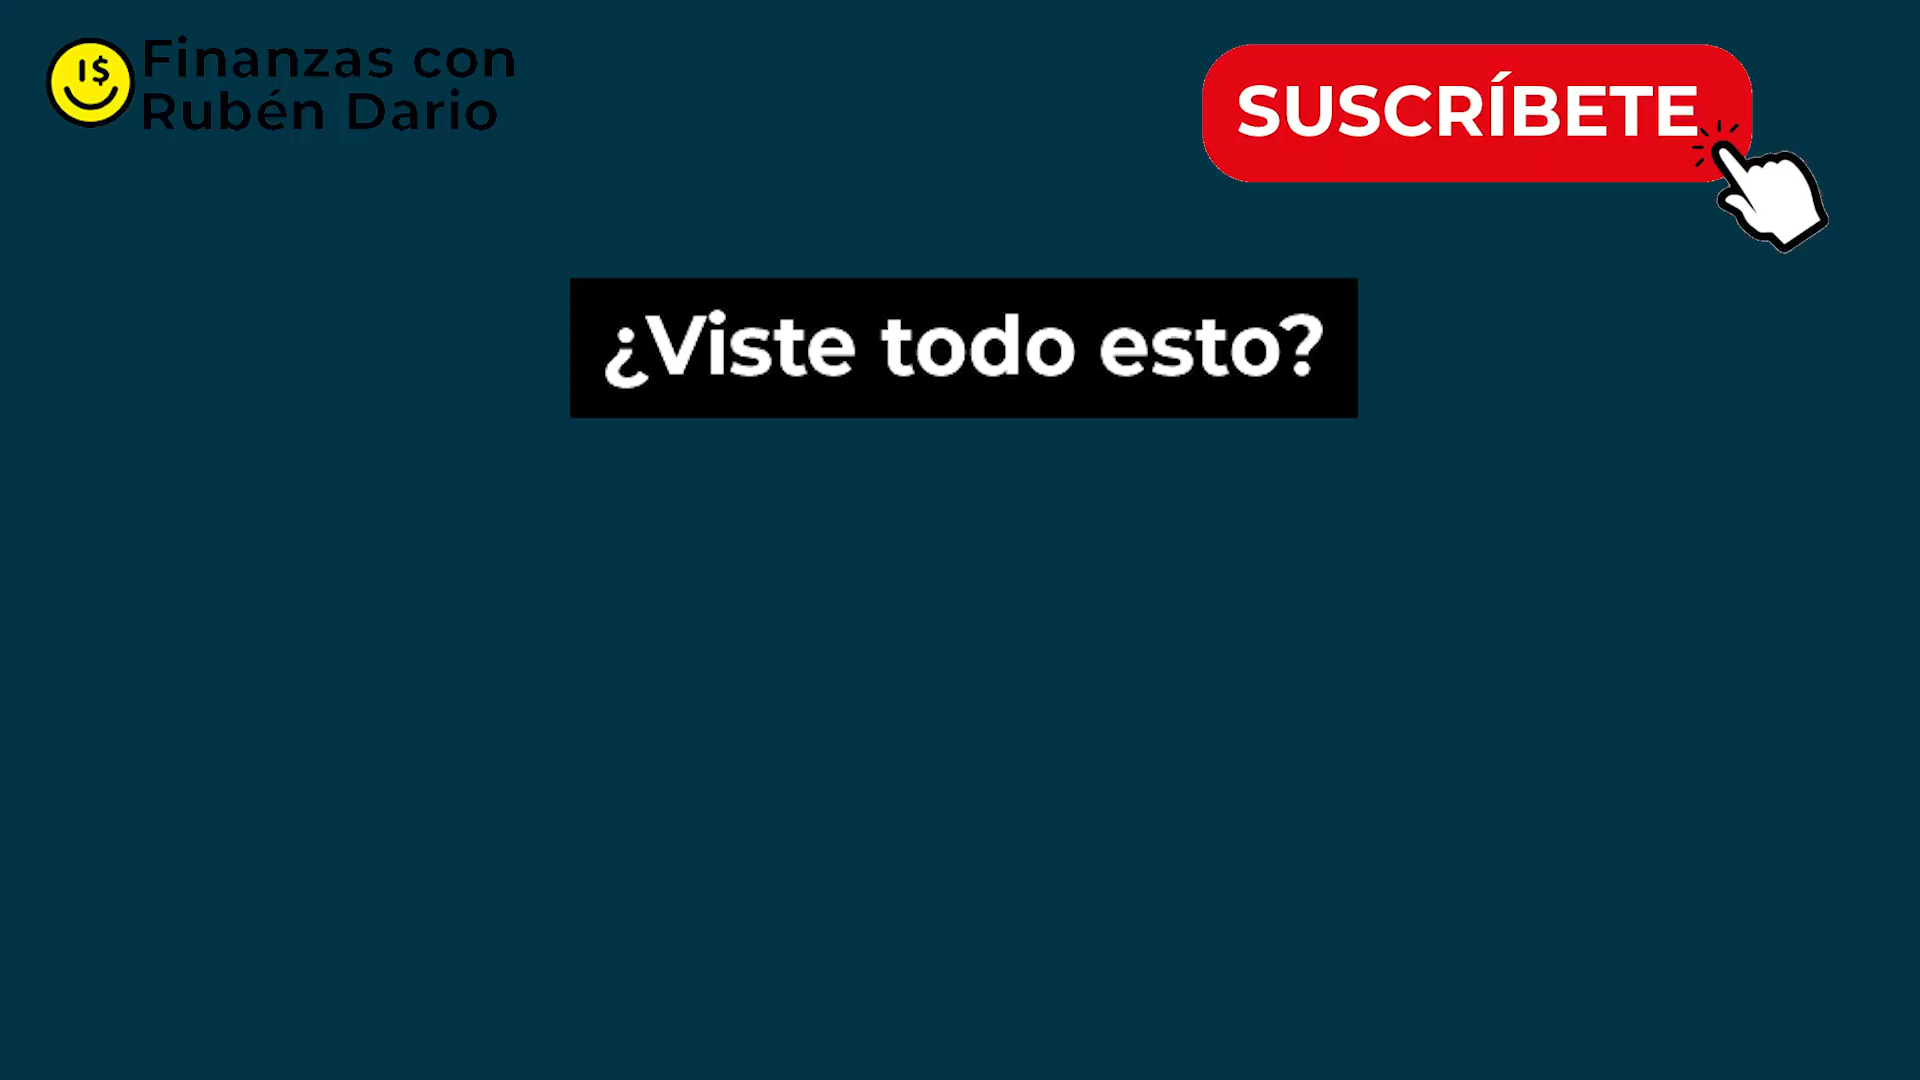 Finanzas con
Rubén Dario
SUSCRÍBETE
¿Viste todo esto?